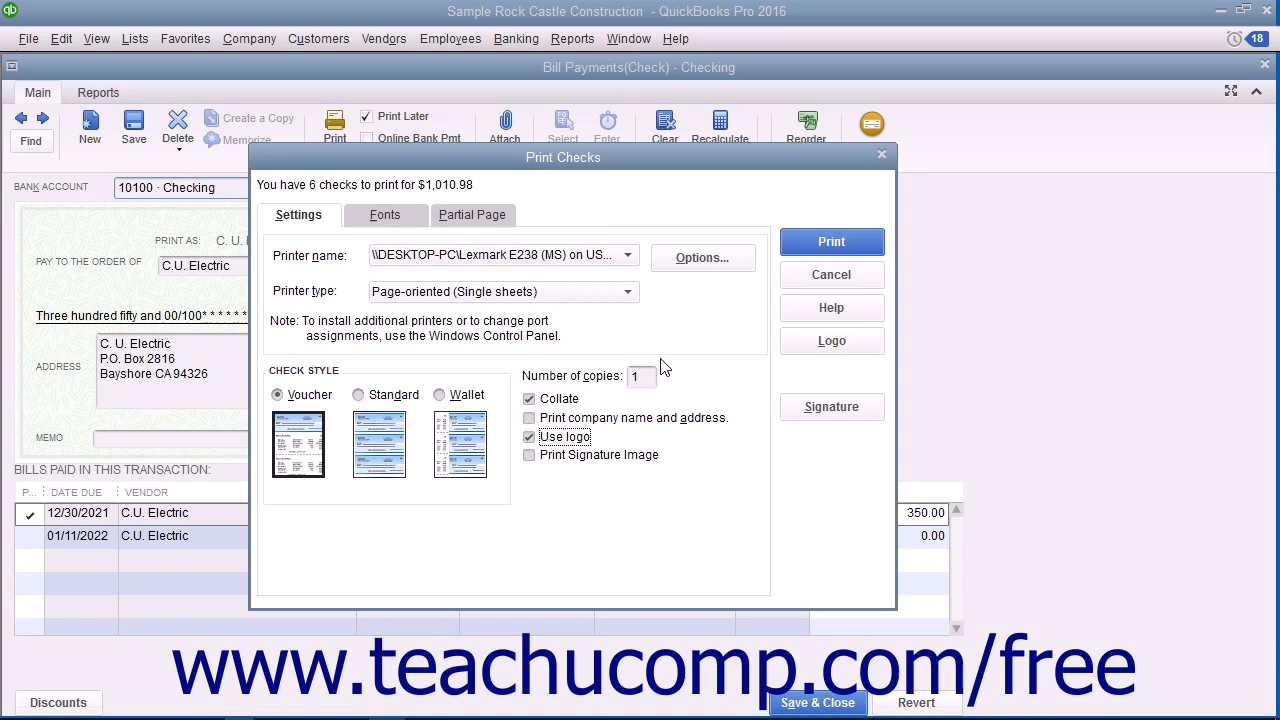 Sample Rock Castle Construction - QuickBooks Pro 2016
File Edit View Lists Favorites Company Customers Vendors Employees Banking Reports Window Help 18
Bill Payments(Check) - Checking
Main Reports
Find New Save Delete Create a Copy Memorize Print Print Later Online Bank Pmt Attach Select Enter Clear Recalculate Reorder
Print Checks
BANK ACCOUNT 10100 · Checking
You have 6 checks to print for $1,010.98
Settings Fonts Partial Page
PRINT AS: C. U.
PAY TO THE ORDER OF C.U. Electric
Printer name: \\DESKTOP-PC\Lexmark E238 (MS) on US... Options...
Printer type: Page-oriented (Single sheets)
Print
Cancel
Help
Logo
Signature
Three hundred fifty and 00/100* * * * * *
Note: To install additional printers or to change port
assignments, use the Windows Control Panel.
ADDRESS
C. U. Electric
P.O. Box 2816
Bayshore CA 94326
CHECK STYLE
Voucher Standard Wallet
Number of copies: 1
Collate
Print company name and address.
Use logo
Print Signature Image
MEMO
BILLS PAID IN THIS TRANSACTION:
P... DATE DUE VENDOR
12/30/2021 C.U. Electric 350.00
01/11/2022 C.U. Electric 0.00
www.teachucomp.com/free
Discounts Save & Close Revert